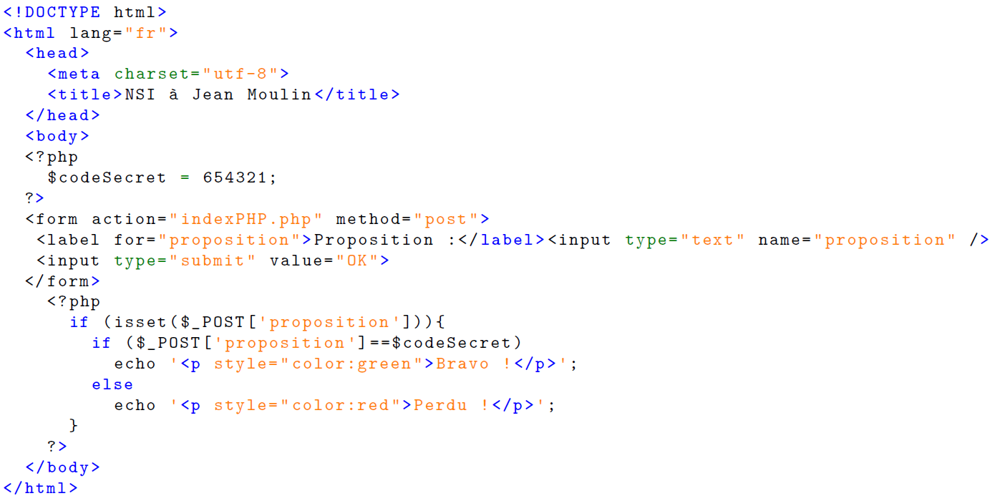 <!DOCTYPE html>
<html lang="fr">
  <head>
    <meta charset="utf-8">
    <title>NSI à Jean Moulin</title>
  </head>
  <body>
  <?php
    $codeSecret = 654321;
  ?>
  <form action="indexPHP.php" method="post">
   <label for="proposition">Proposition :</label><input type="text" name="proposition" />
   <input type="submit" value="OK">
  </form>
    <?php
      if (isset($_POST['proposition'])){
        if ($_POST['proposition']==$codeSecret)
          echo '<p style="color:green">Bravo !</p>';
        else
          echo '<p style="color:red">Perdu !</p>';
      }
    ?>
  </body>
</html>